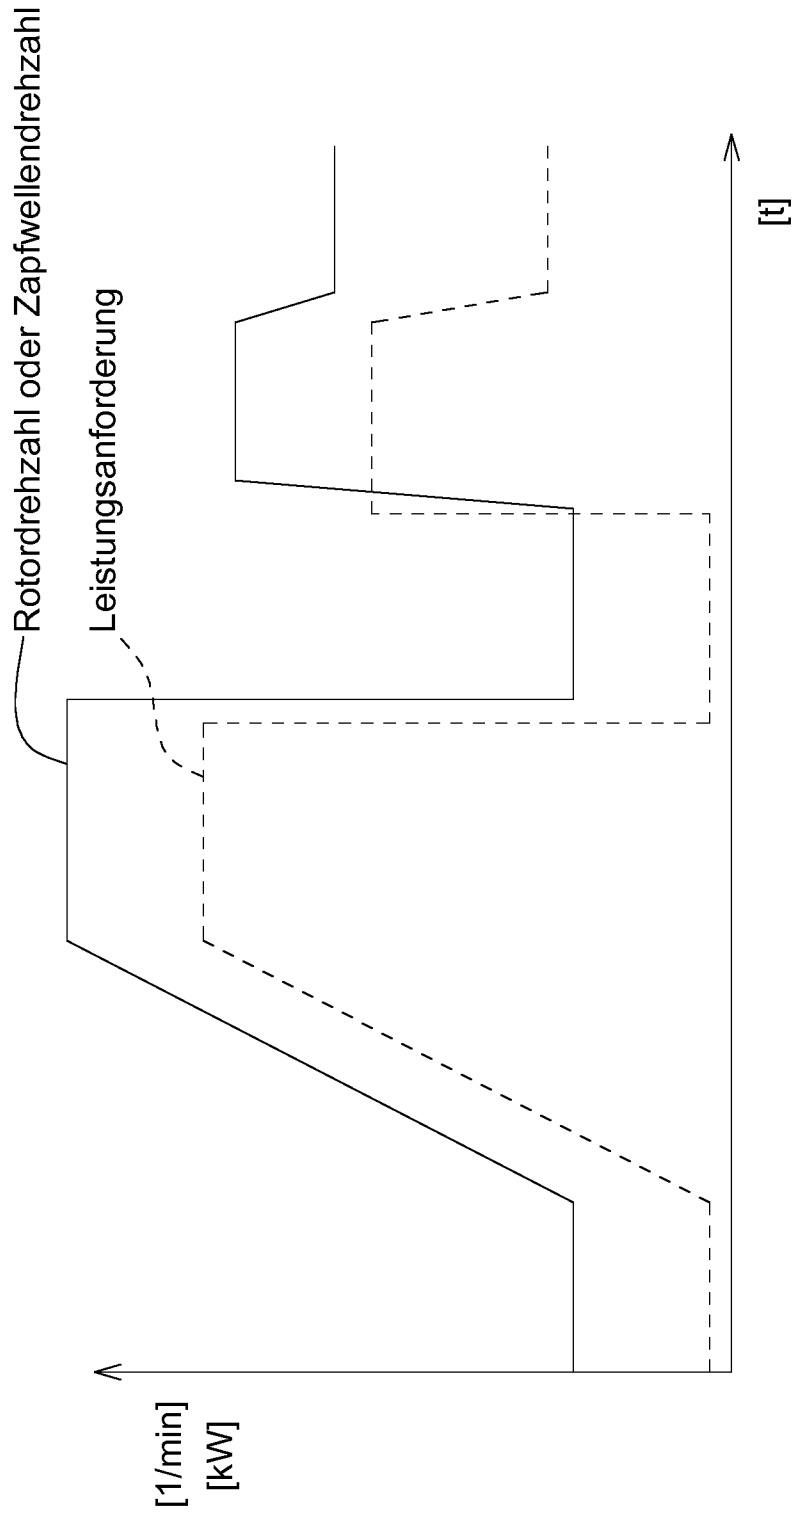 Rotordrehzahl oder Zapfwellendrehzahl
Leistungsanforderung
[1/min]
[kW]
[t]